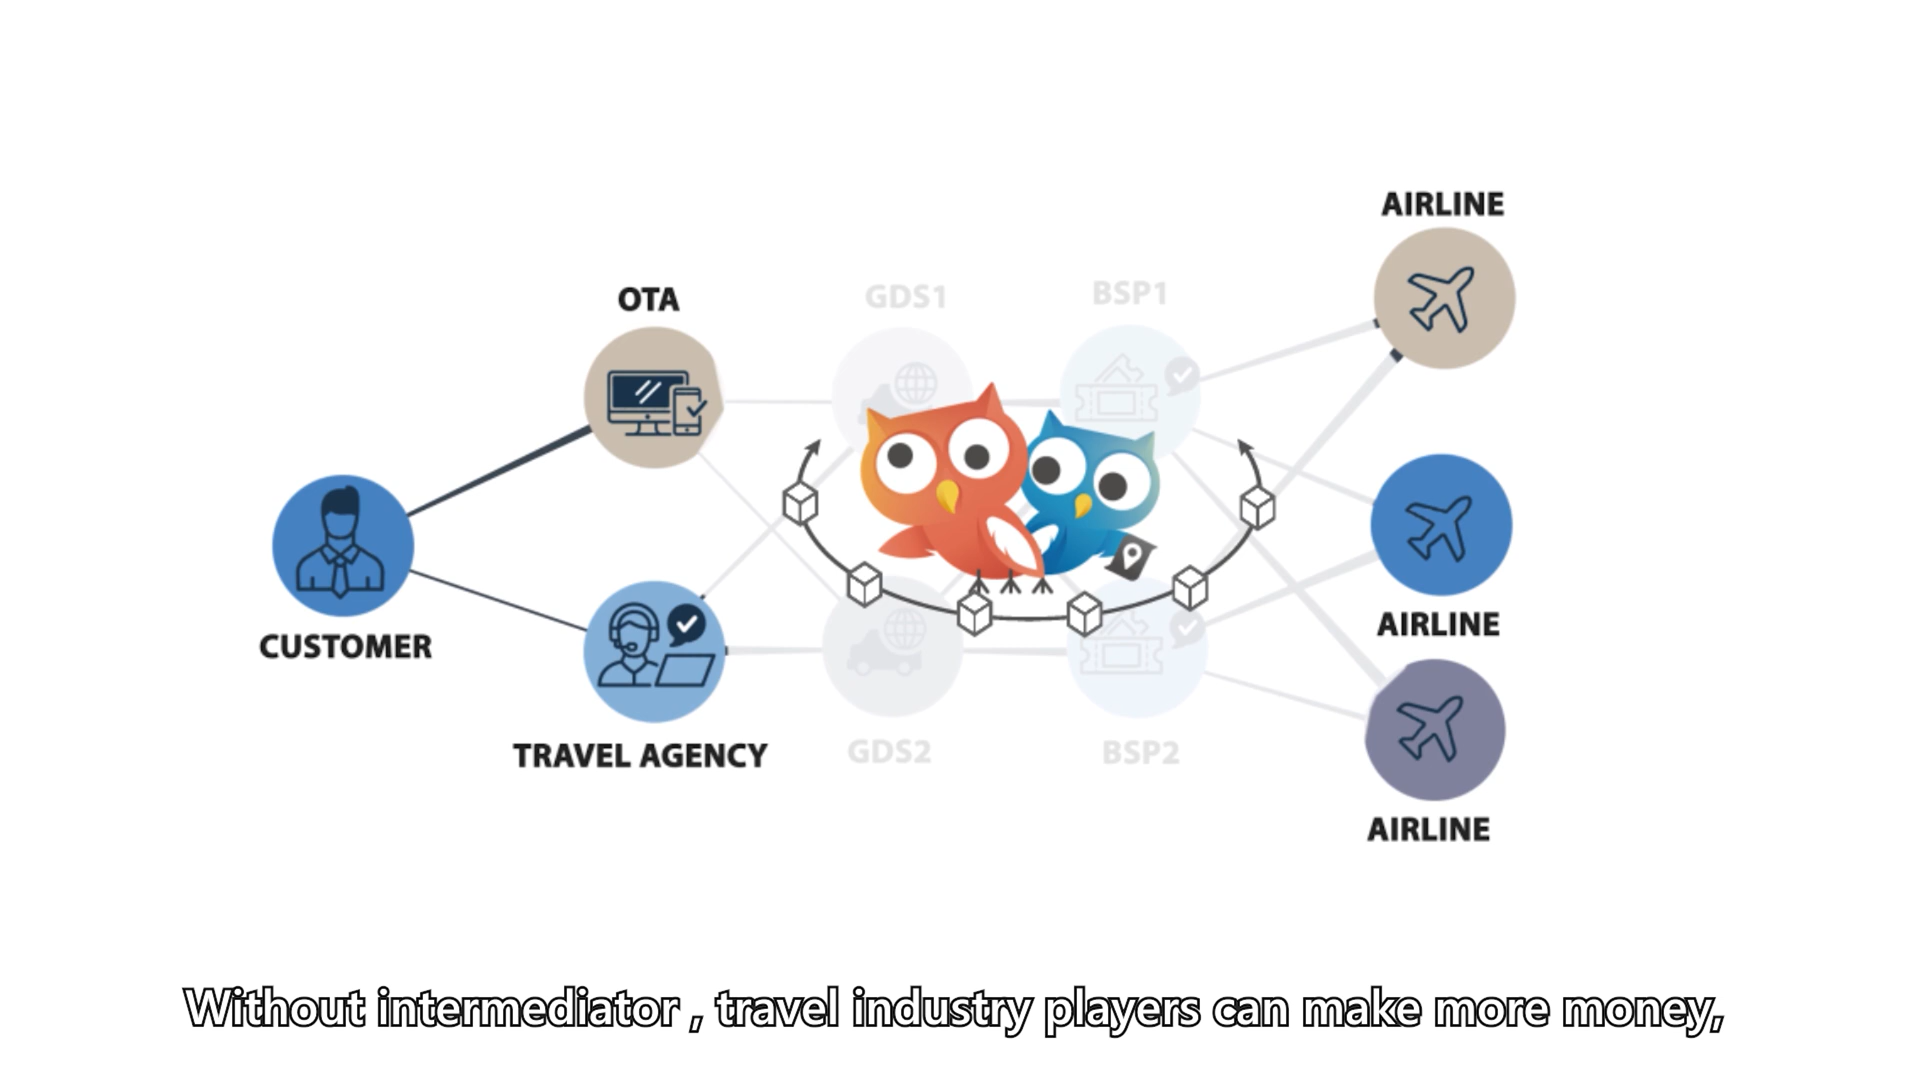 AIRLINE
OTA
GDS1
BSP1
CUSTOMER
AIRLINE
TRAVEL AGENCY
GDS2
BSP2
AIRLINE
Without intermediator , travel industry players can make more money,